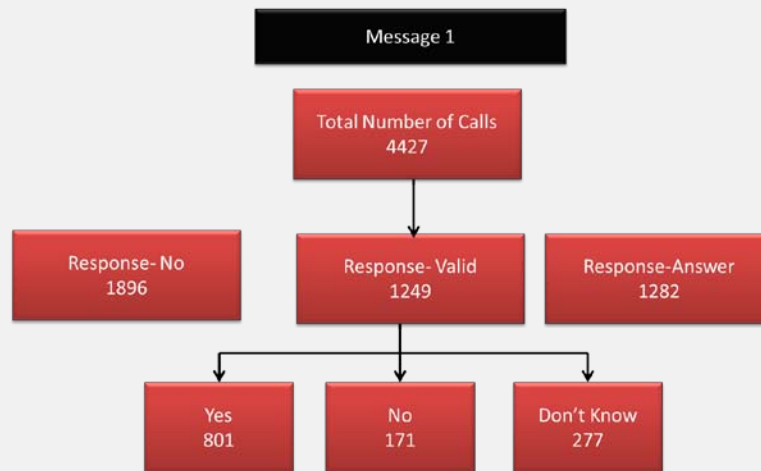 Message 1
Total Number of Calls
4427
Response- No
1896
Response- Valid
1249
Response-Answer
1282
Yes
801
No
171
Don't Know
277